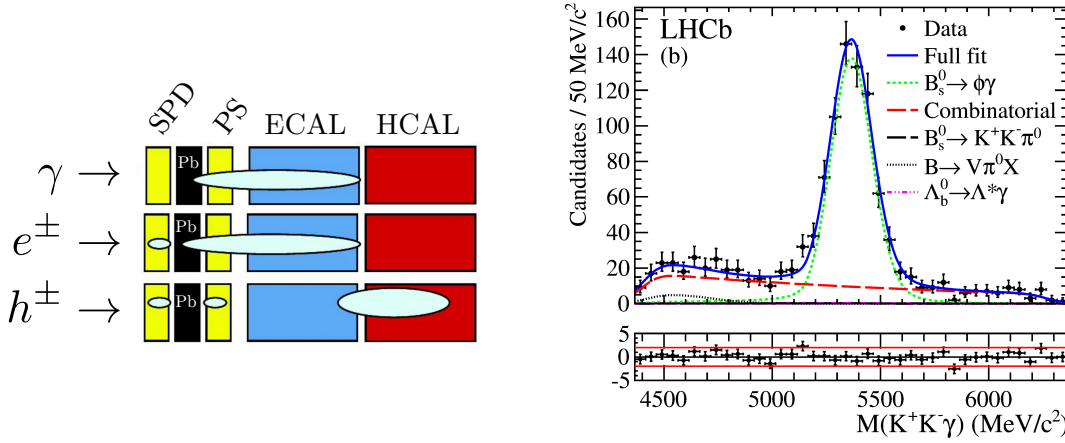 SPD PS ECAL HCAL
γ → Pb
e± → Pb
h± → Pb
LHCb
(b)
Data
Full fit
B⁰ₛ→ ϕγ
Combinatorial
B⁰ₛ→ K⁺K⁻π⁰
B→Vπ⁰X
Λ⁰_b→Λ*γ
Candidates / 50 MeV/c²
160
140
120
100
80
60
40
20
0
5
0
-5
4500 5000 5500 6000
M(K⁺K⁻γ) (MeV/c²)